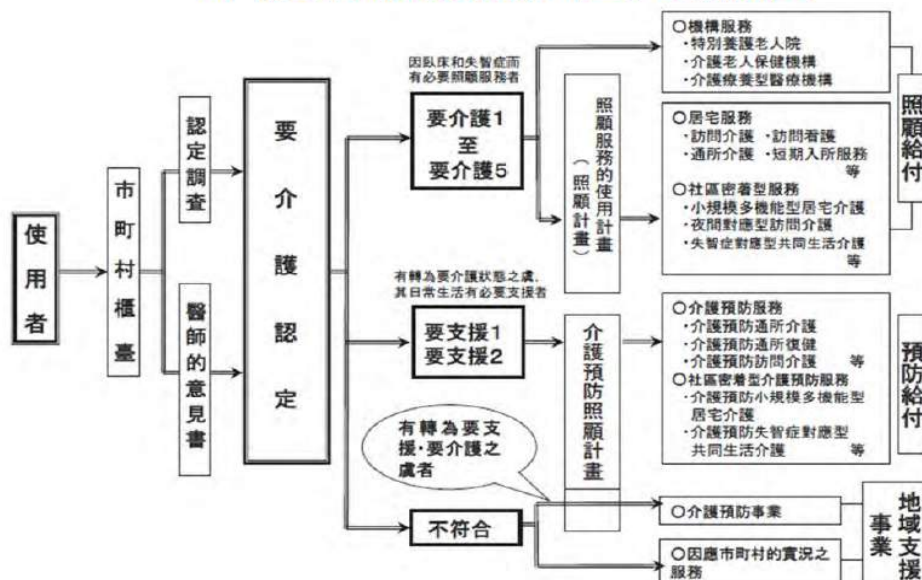 使用者
市町村櫃臺
認定調查
醫師的意見書
要介護認定
因臥床和失智症而
有必要照顧服務者
要介護1
至
要介護5
有轉為要介護狀態之虞,
其日常生活有必要支援者
要支援1
要支援2
有轉為要支
援·要介護之
虞者
不符合
照顧服務的使用計畫
(照顧計畫)
介護預防照顧計畫
○機構服務
·特別養護老人院
·介護老人保健機構
·介護療養型醫療機構
○居宅服務
·訪問介護 ·訪問看護
·通所介護 ·短期入所服務
等
○社區密着型服務
·小規模多機能型居宅介護
·夜間對應型訪問介護
·失智症對應型共同生活介護
等
照顧給付
○介護預防服務
·介護預防通所介護
·介護預防通所復健
·介護預防訪問介護 等
○社區密着型介護預防服務
·介護預防小規模多機能型
居宅介護
·介護預防失智症對應型
共同生活介護 等
預防給付
○介護預防事業
○因應市町村的實況之
服務
地域支援
事業